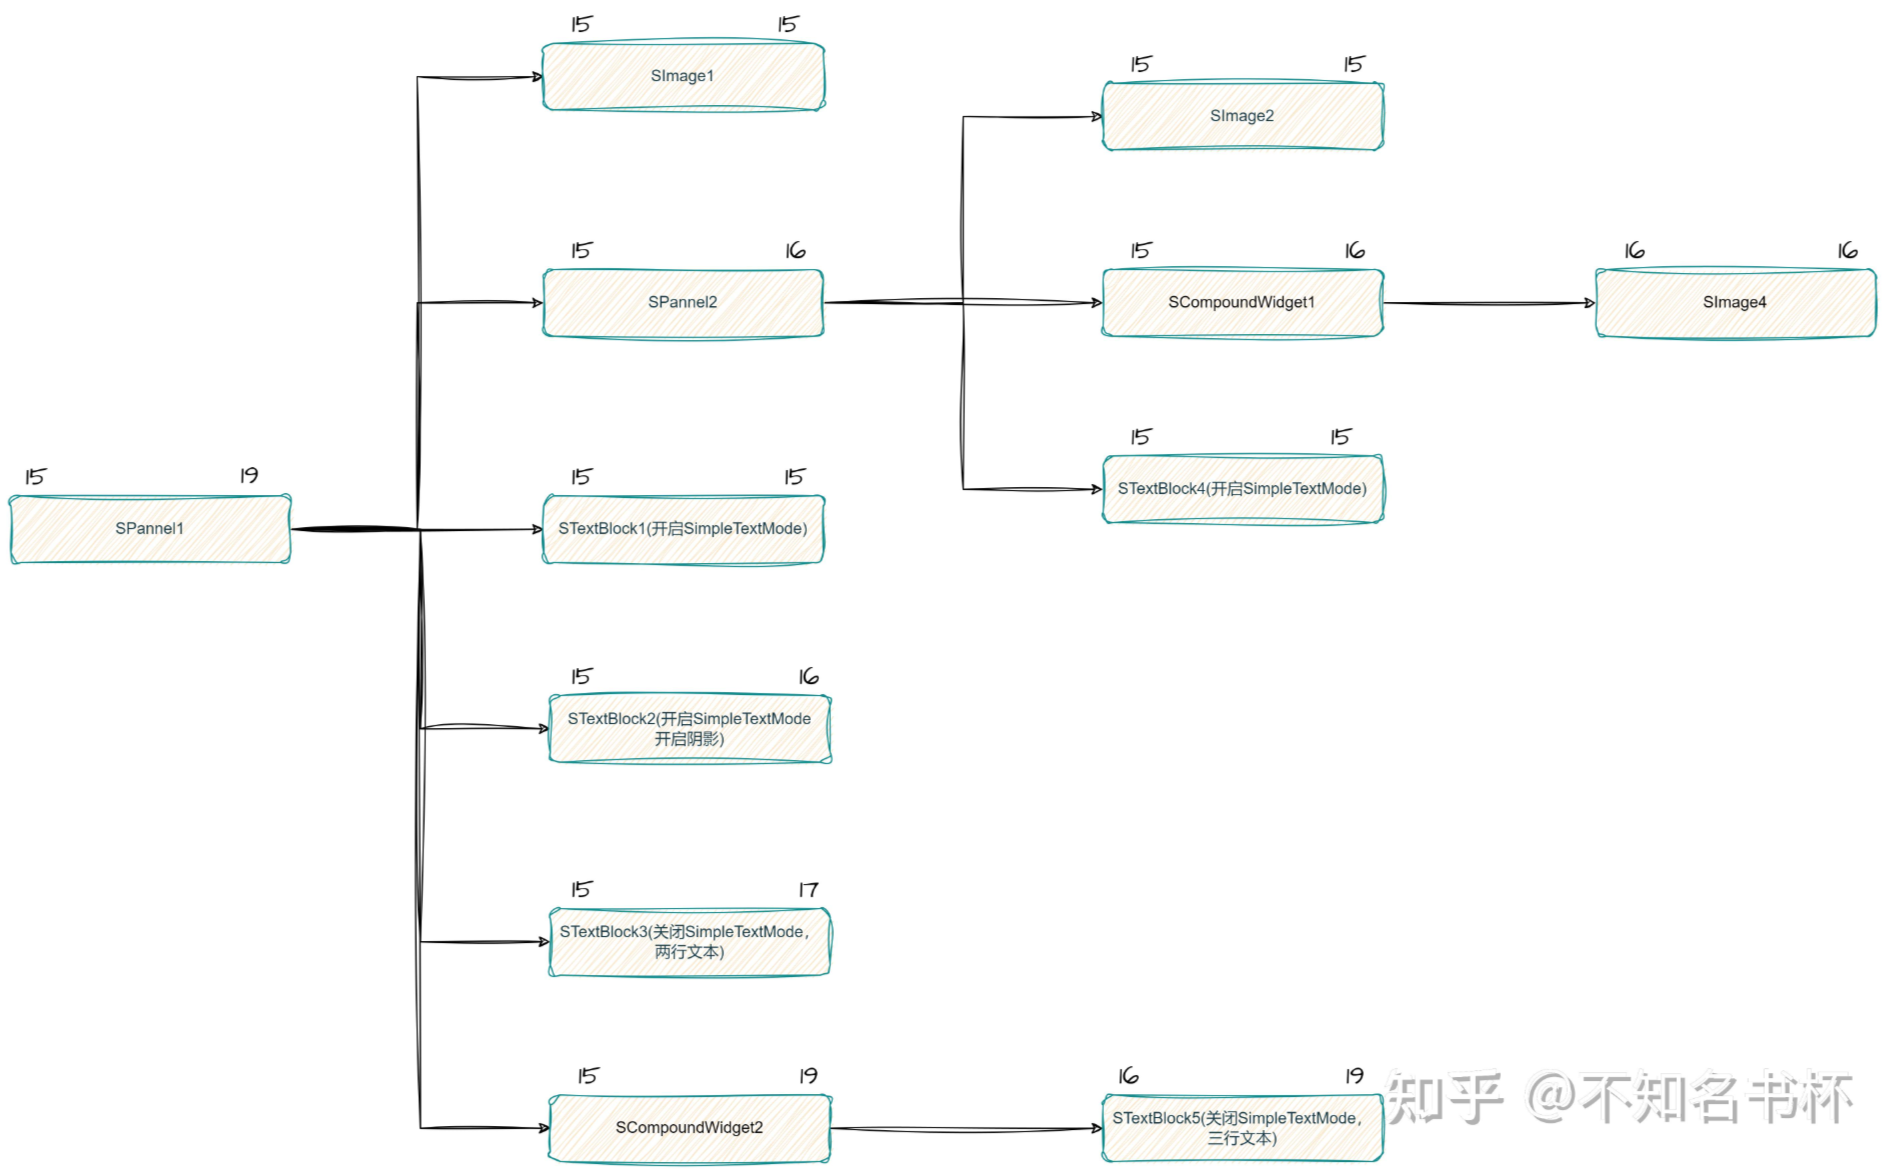 15 15
SImage1
15 15
SImage2
15 16
SPannel2
15 16
SCompoundWidget1
16 16
SImage4
15 15
STextBlock4(开启SimpleTextMode)
15 19
SPannel1
15 15
STextBlock1(开启SimpleTextMode)
15 16
STextBlock2(开启SimpleTextMode
开启阴影)
15 17
STextBlock3(关闭SimpleTextMode,
两行文本)
15 19
SCompoundWidget2
16 19
STextBlock5(关闭SimpleTextMode,
三行文本)
知乎 @不知名书杯